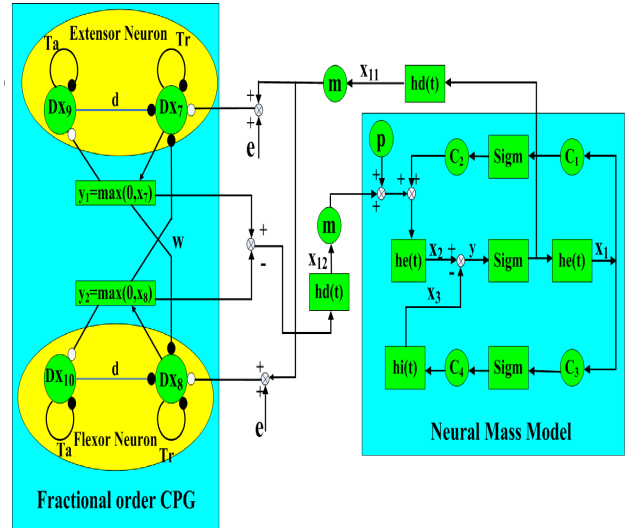 Extensor Neuron
Ta
Tr
d
Dx9
Dx7
y1=max(0,x7)
w
y2=max(0,x8)
Dx10
d
Dx8
Flexor Neuron
Ta
Tr
Fractional order CPG
+
+
e
+
-
+
+
e
m
x11
hd(t)
m
x12
hd(t)
p
+
+
+
+
C2
Sigm
C1
he(t)
x2
+
-
y
Sigm
he(t)
x1
x3
hi(t)
C4
Sigm
C3
Neural Mass Model